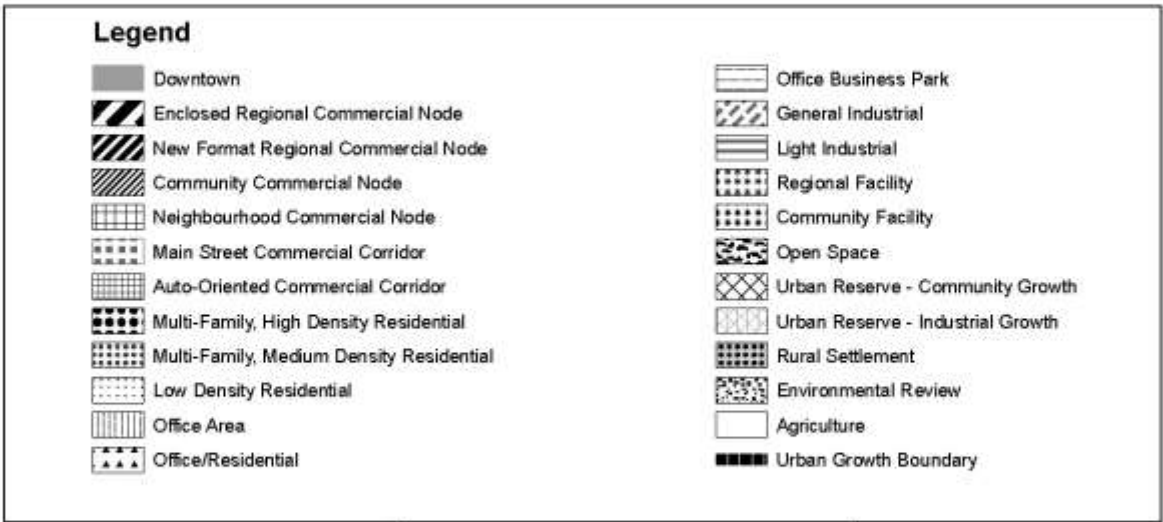 Legend
Downtown
Enclosed Regional Commercial Node
New Format Regional Commercial Node
Community Commercial Node
Neighbourhood Commercial Node
Main Street Commercial Corridor
Auto-Oriented Commercial Corridor
Multi-Family, High Density Residential
Multi-Family, Medium Density Residential
Low Density Residential
Office Area
Office/Residential
Office Business Park
General Industrial
Light Industrial
Regional Facility
Community Facility
Open Space
Urban Reserve - Community Growth
Urban Reserve - Industrial Growth
Rural Settlement
Environmental Review
Agriculture
Urban Growth Boundary